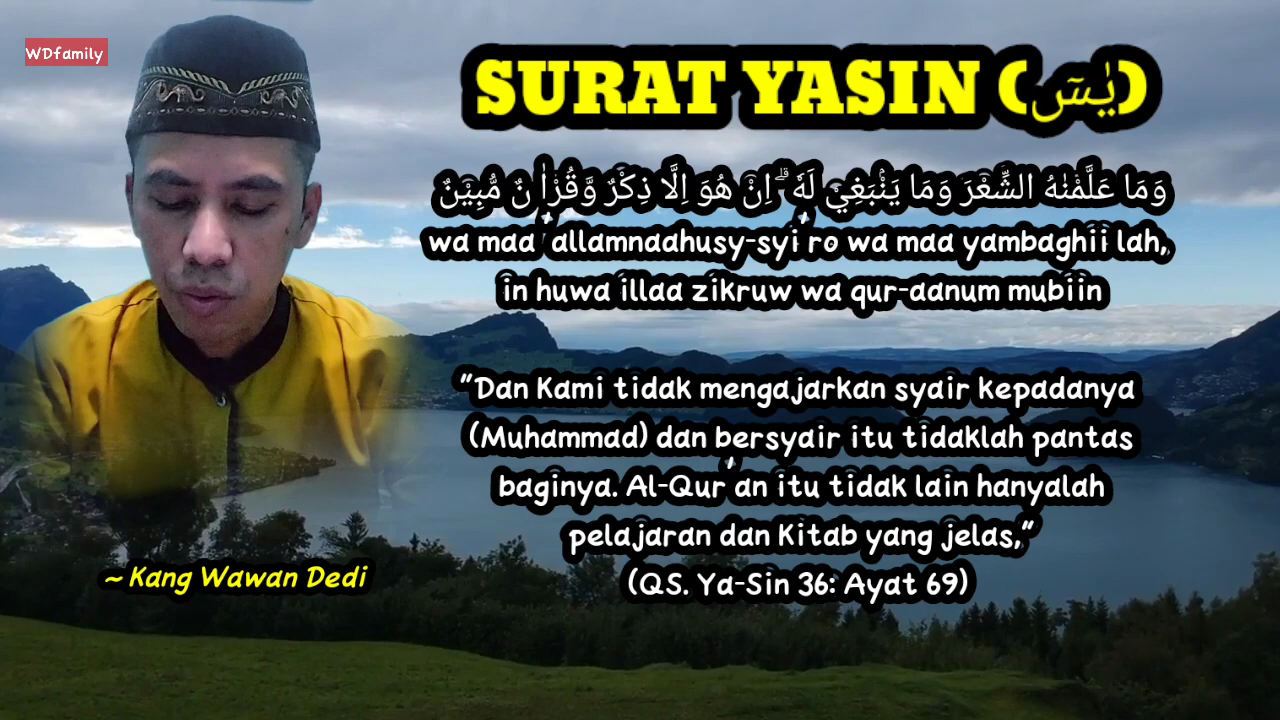 WDfamily
SURAT YASIN (يٰسۤ)
وَمَا عَلَّمْنٰهُ الشِّعْرَ وَمَا يَنْۢبَغِيْ لَهٗ ۗاِنْ هُوَ اِلَّا ذِكْرٌ وَّقُرْاٰنٌ مُّبِيْنٌ
wa maa 'allamnaahusy-syi'ro wa maa yambaghii lah,
in huwa illaa zikruw wa qur-aanum mubiin
"Dan Kami tidak mengajarkan syair kepadanya
(Muhammad) dan bersyair itu tidaklah pantas
baginya. Al-Qur'an itu tidak lain hanyalah
pelajaran dan Kitab yang jelas,"
(QS. Ya-Sin 36: Ayat 69)
~ Kang Wawan Dedi